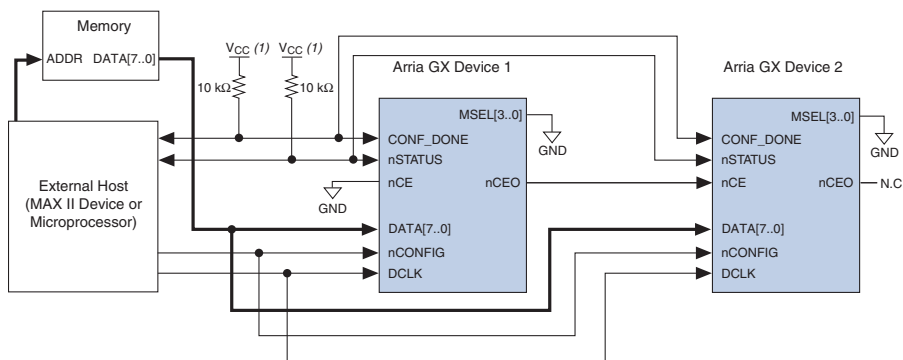 Memory
ADDR DATA[7..0]
VCC (1) VCC (1)
10 kΩ 10 kΩ
Arria GX Device 1
Arria GX Device 2
MSEL[3..0]
GND
CONF_DONE
nSTATUS
nCE nCEO
GND
DATA[7..0]
nCONFIG
DCLK
External Host
(MAX II Device or
Microprocessor)
MSEL[3..0]
GND
CONF_DONE
nSTATUS
nCE nCEO
N.C
DATA[7..0]
nCONFIG
DCLK